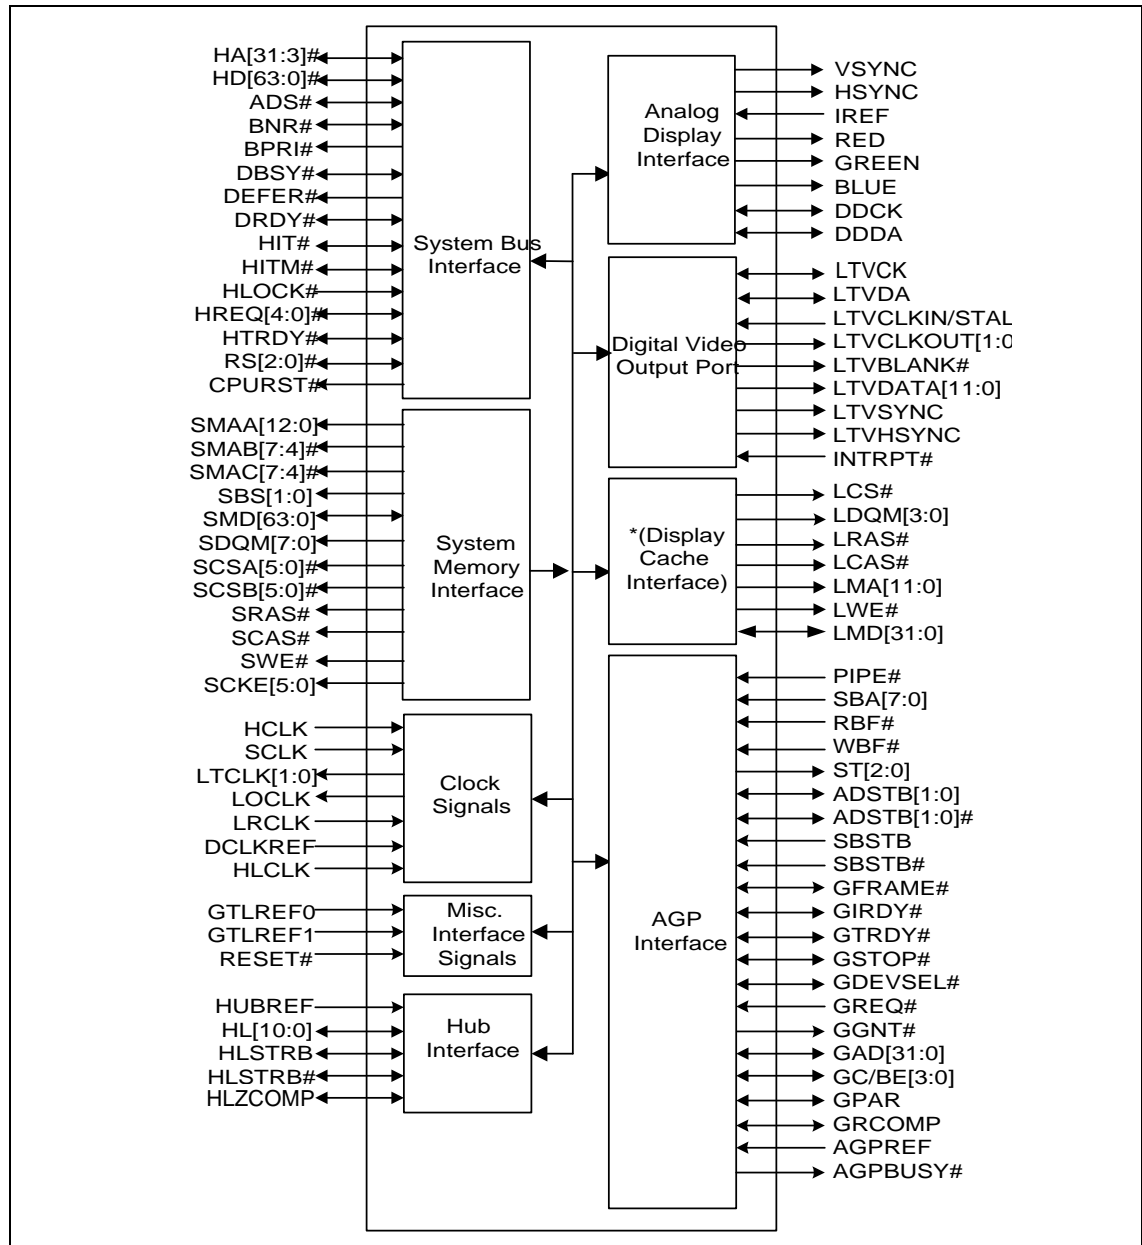 HA[31:3]#
HD[63:0]#
ADS#
BNR#
BPRI#
DBSY#
DEFER#
DRDY#
HIT#
HITM#
HLOCK#
HREQ[4:0]#
HTRDY#
RS[2:0]#
CPURST#
System Bus
Interface
SMAA[12:0]
SMAB[7:4]#
SMAC[7:4]#
SBS[1:0]
SMD[63:0]
SDQM[7:0]
SCSA[5:0]#
SCSB[5:0]#
SRAS#
SCAS#
SWE#
SCKE[5:0]
System
Memory
Interface
HCLK
SCLK
LTCLK[1:0]
LOCLK
LRCLK
DCLKREF
HLCLK
Clock
Signals
GTLREF0
GTLREF1
RESET#
Misc.
Interface
Signals
HUBREF
HL[10:0]
HLSTRB
HLSTRB#
HLZCOMP
Hub
Interface
Analog
Display
Interface
VSYNC
HSYNC
IREF
RED
GREEN
BLUE
DDCK
DDDA
Digital Video
Output Port
LTVCK
LTVDA
LTVCLKIN/STAL
LTVCLKOUT[1:0
LTVBLANK#
LTVDATA[11:0]
LTVSYNC
LTVHSYNC
INTRPT#
*(Display
Cache
Interface)
LCS#
LDQM[3:0]
LRAS#
LCAS#
LMA[11:0]
LWE#
LMD[31:0]
AGP
Interface
PIPE#
SBA[7:0]
RBF#
WBF#
ST[2:0]
ADSTB[1:0]
ADSTB[1:0]#
SBSTB
SBSTB#
GFRAME#
GIRDY#
GTRDY#
GSTOP#
GDEVSEL#
GREQ#
GGNT#
GAD[31:0]
GC/BE[3:0]
GPAR
GRCOMP
AGPREF
AGPBUSY#